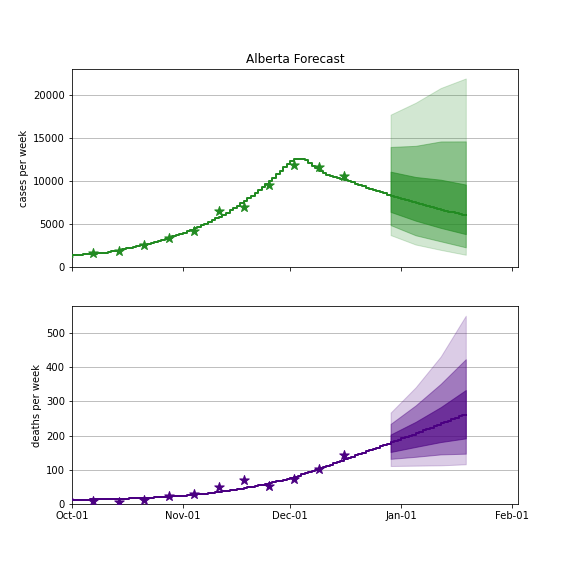 Alberta Forecast
cases per week
20000
15000
10000
5000
0
deaths per week
500
400
300
200
100
0
Oct-01 Nov-01 Dec-01 Jan-01 Feb-01